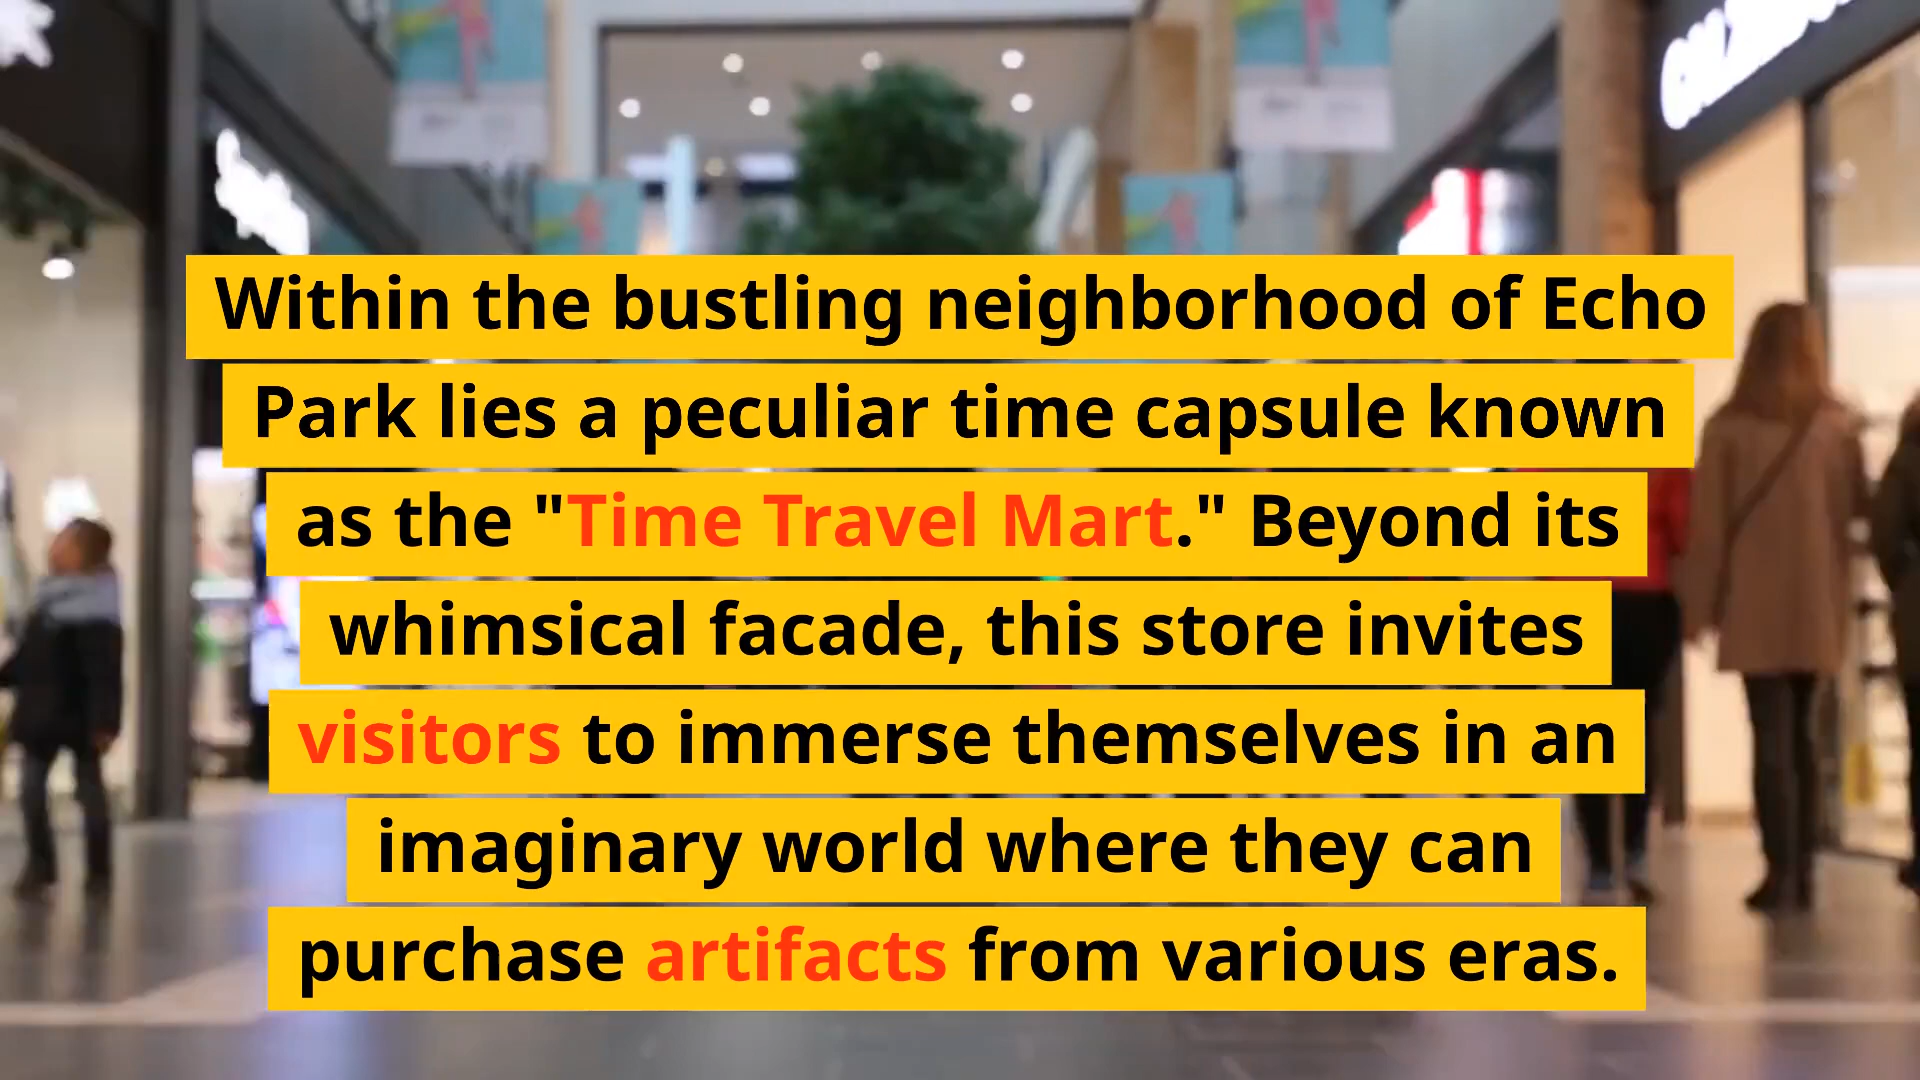 Within the bustling neighborhood of Echo
Park lies a peculiar time capsule known
as the "Time Travel Mart." Beyond its
whimsical facade, this store invites
visitors to immerse themselves in an
imaginary world where they can
purchase artifacts from various eras.